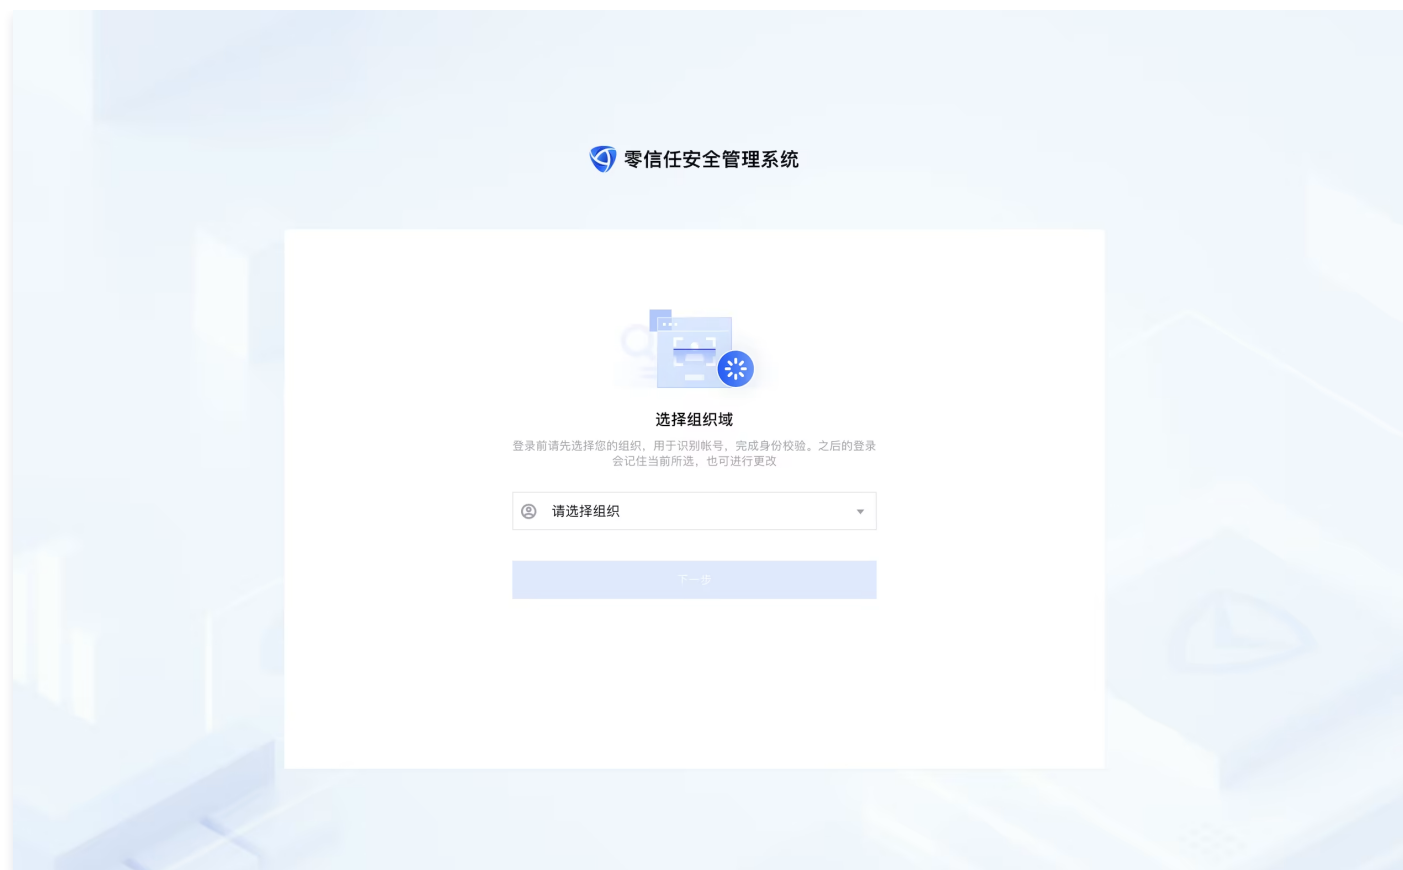 零信任安全管理系统
选择组织域
登录前请先选择您的组织，用于识别帐号，完成身份校验。之后的登录
会记住当前所选，也可进行更改
请选择组织
下一步